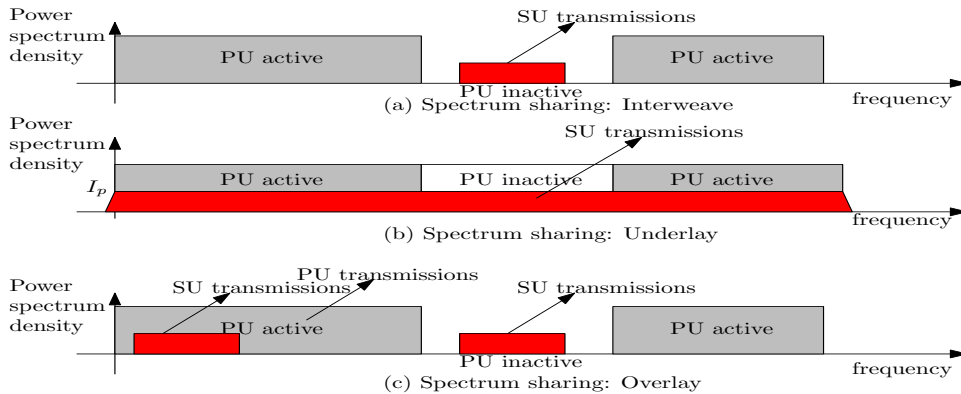 Power
spectrum
density
SU transmissions
PU active
PU active
PU inactive
(a) Spectrum sharing: Interweave
frequency
Power
spectrum
density
SU transmissions
PU active
PU inactive
PU active
I_p
frequency
(b) Spectrum sharing: Underlay
Power
spectrum
density
PU transmissions
SU transmissions
SU transmissions
PU active
PU active
PU inactive
frequency
(c) Spectrum sharing: Overlay